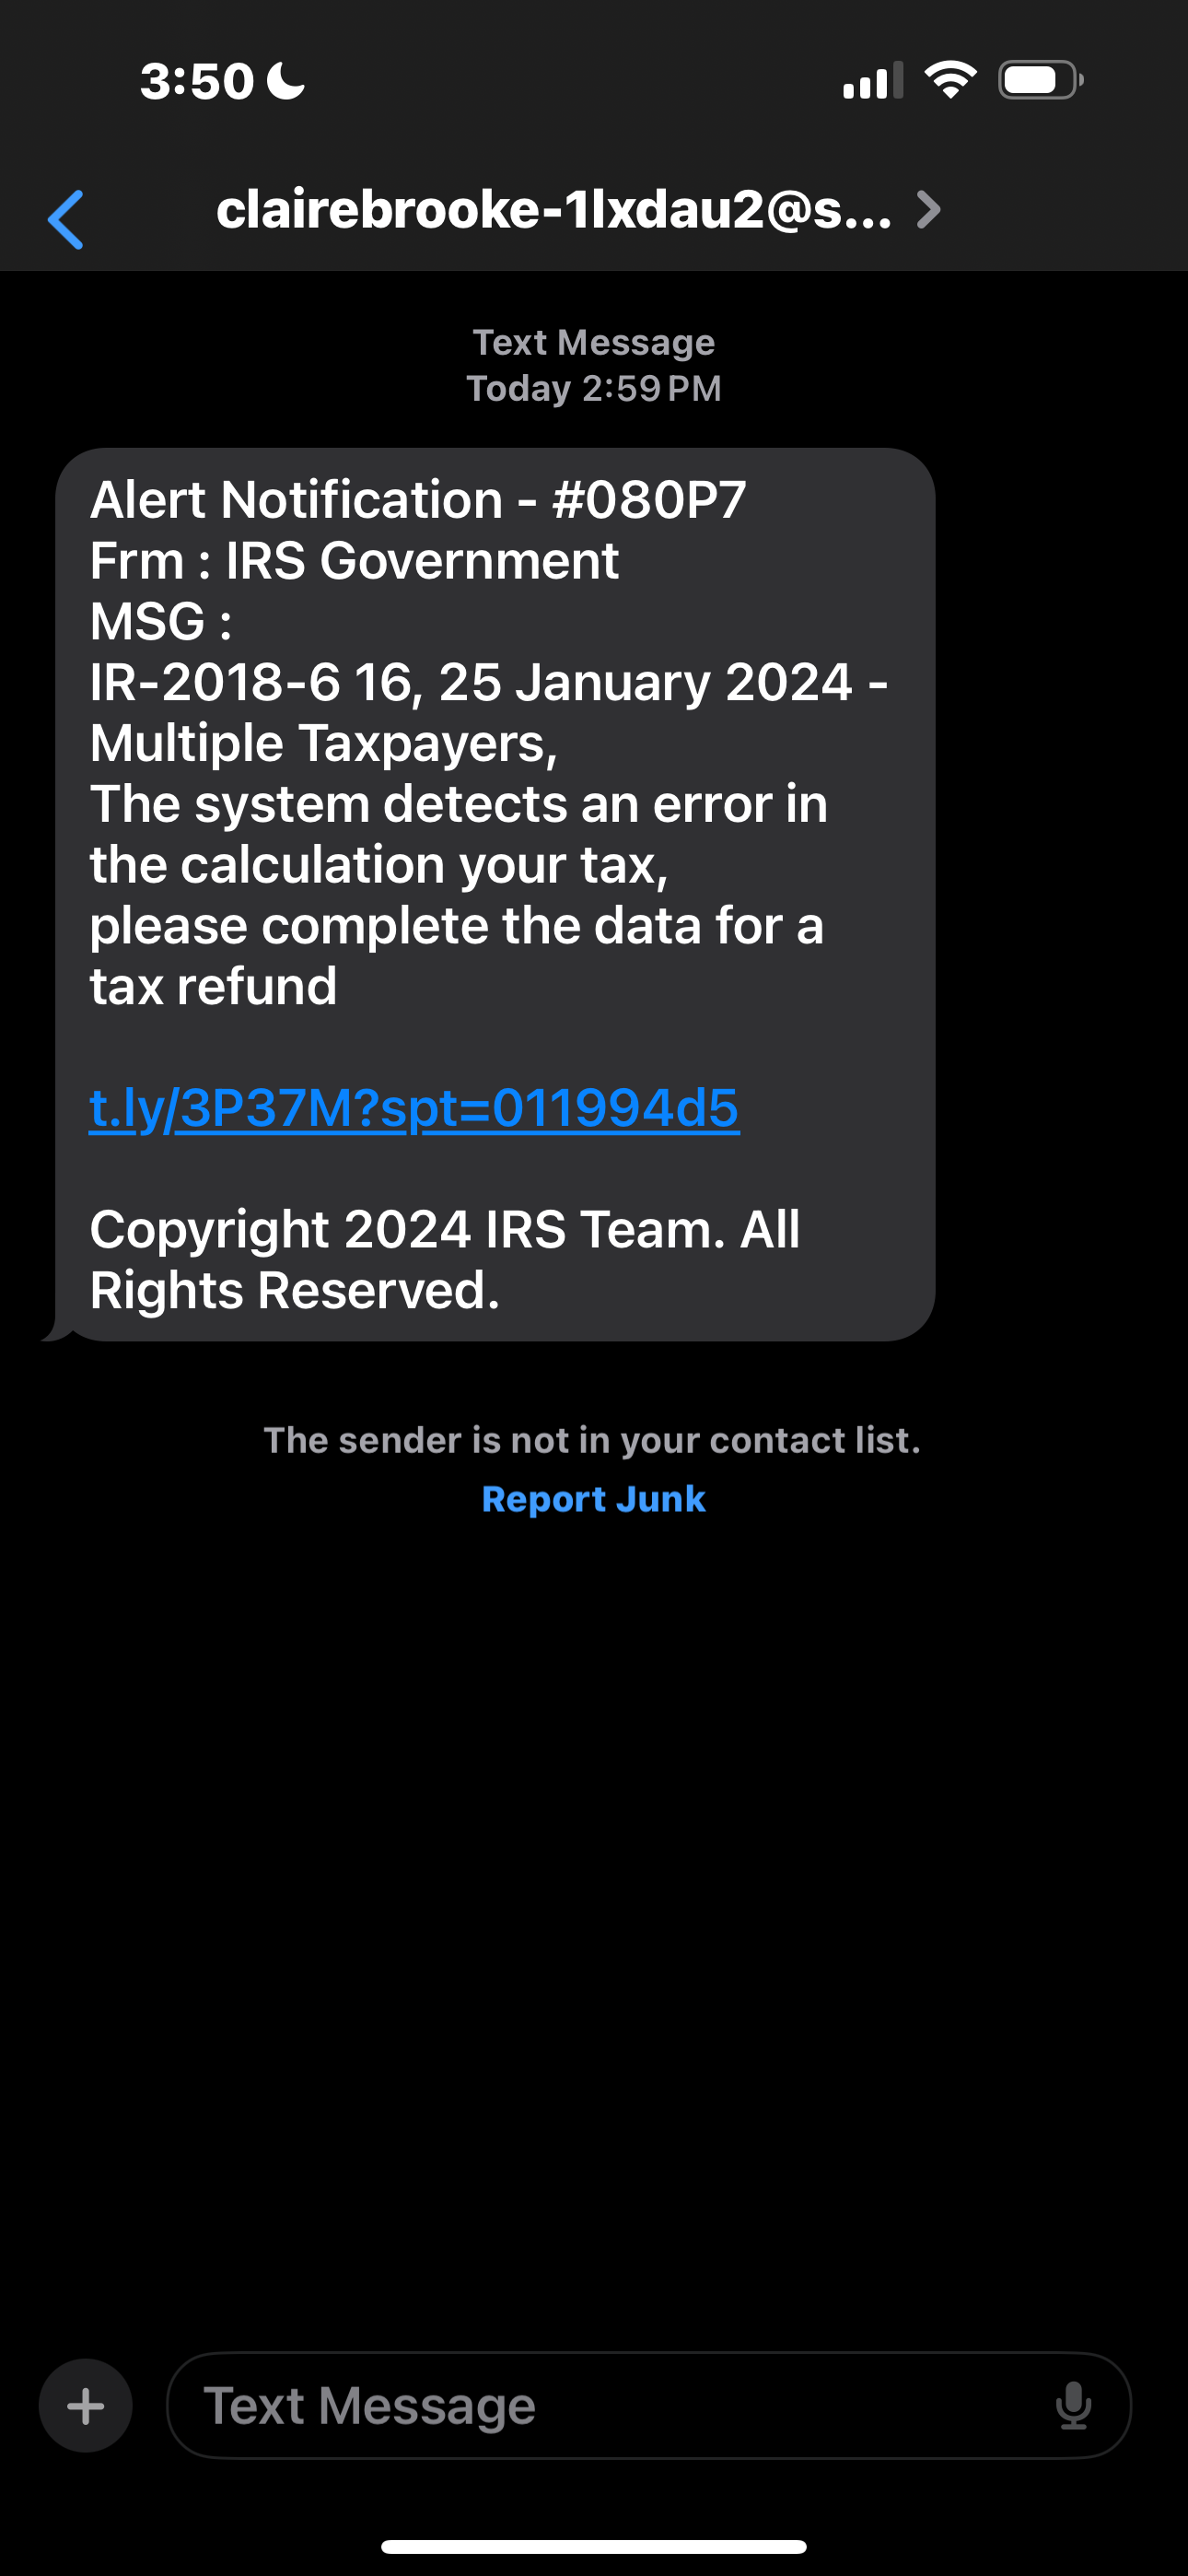 3:50
clairebrooke-1lxdau2@s...
Text Message
Today 2:59 PM
Alert Notification - #080P7
Frm : IRS Government
MSG :
IR-2018-6 16, 25 January 2024 -
Multiple Taxpayers,
The system detects an error in
the calculation your tax,
please complete the data for a
tax refund
t.ly/3P37M?spt=011994d5
Copyright 2024 IRS Team. All
Rights Reserved.
The sender is not in your contact list.
Report Junk
Text Message